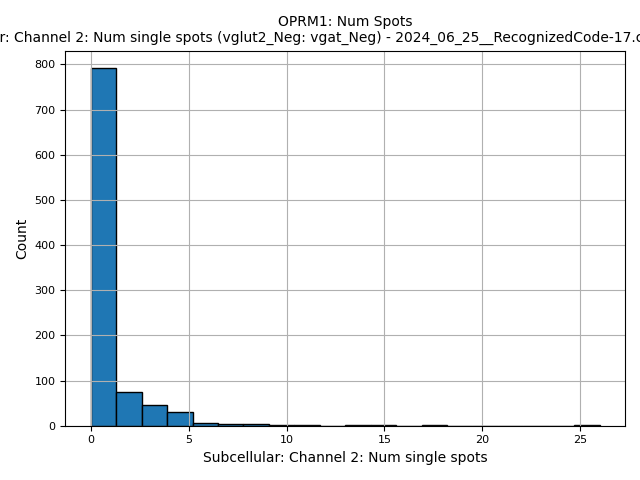 OPRM1: Num Spots
r: Channel 2: Num single spots (vglut2_Neg: vgat_Neg) - 2024_06_25__RecognizedCode-17.
Count
800
700
600
500
400
300
200
100
0
0 5 10 15 20 25
Subcellular: Channel 2: Num single spots